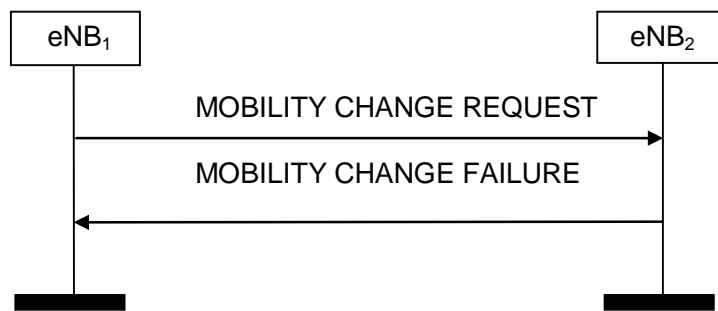 eNB₁
eNB₂
MOBILITY CHANGE REQUEST
MOBILITY CHANGE FAILURE